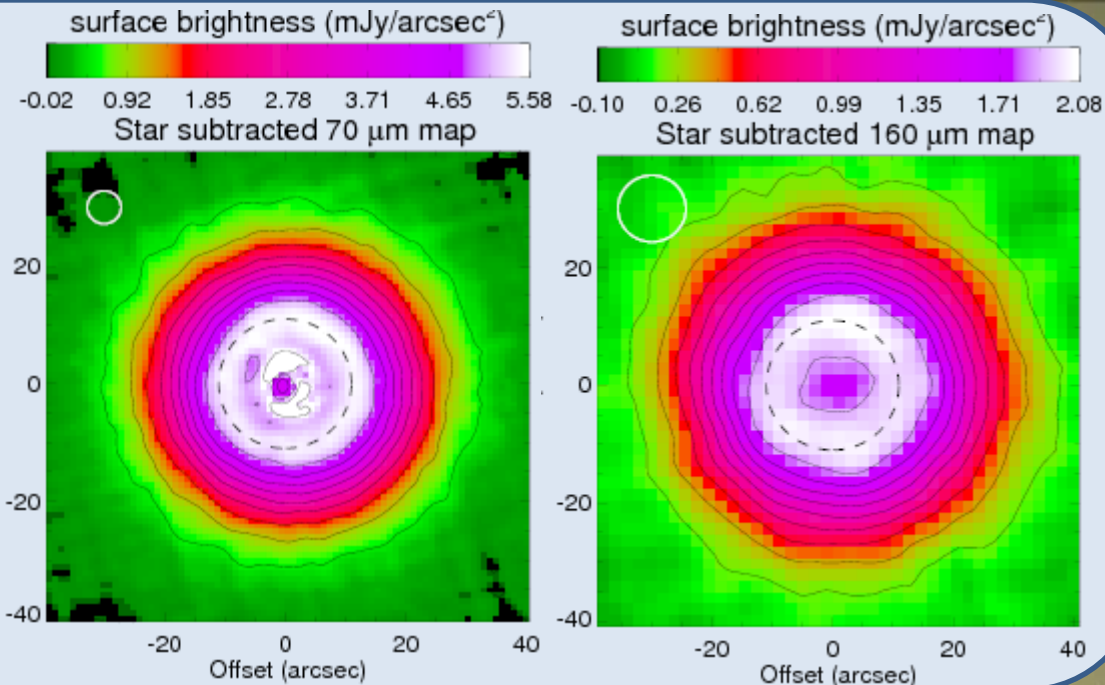 surface brightness (mJy/arcsec²)
-0.02 0.92 1.85 2.78 3.71 4.65 5.58
Star subtracted 70 μm map
20
0
-20
-40
-20 0 20 40
Offset (arcsec)
surface brightness (mJy/arcsec²)
-0.10 0.26 0.62 0.99 1.35 1.71 2.08
Star subtracted 160 μm map
20
0
-20
-40
-20 0 20 40
Offset (arcsec)